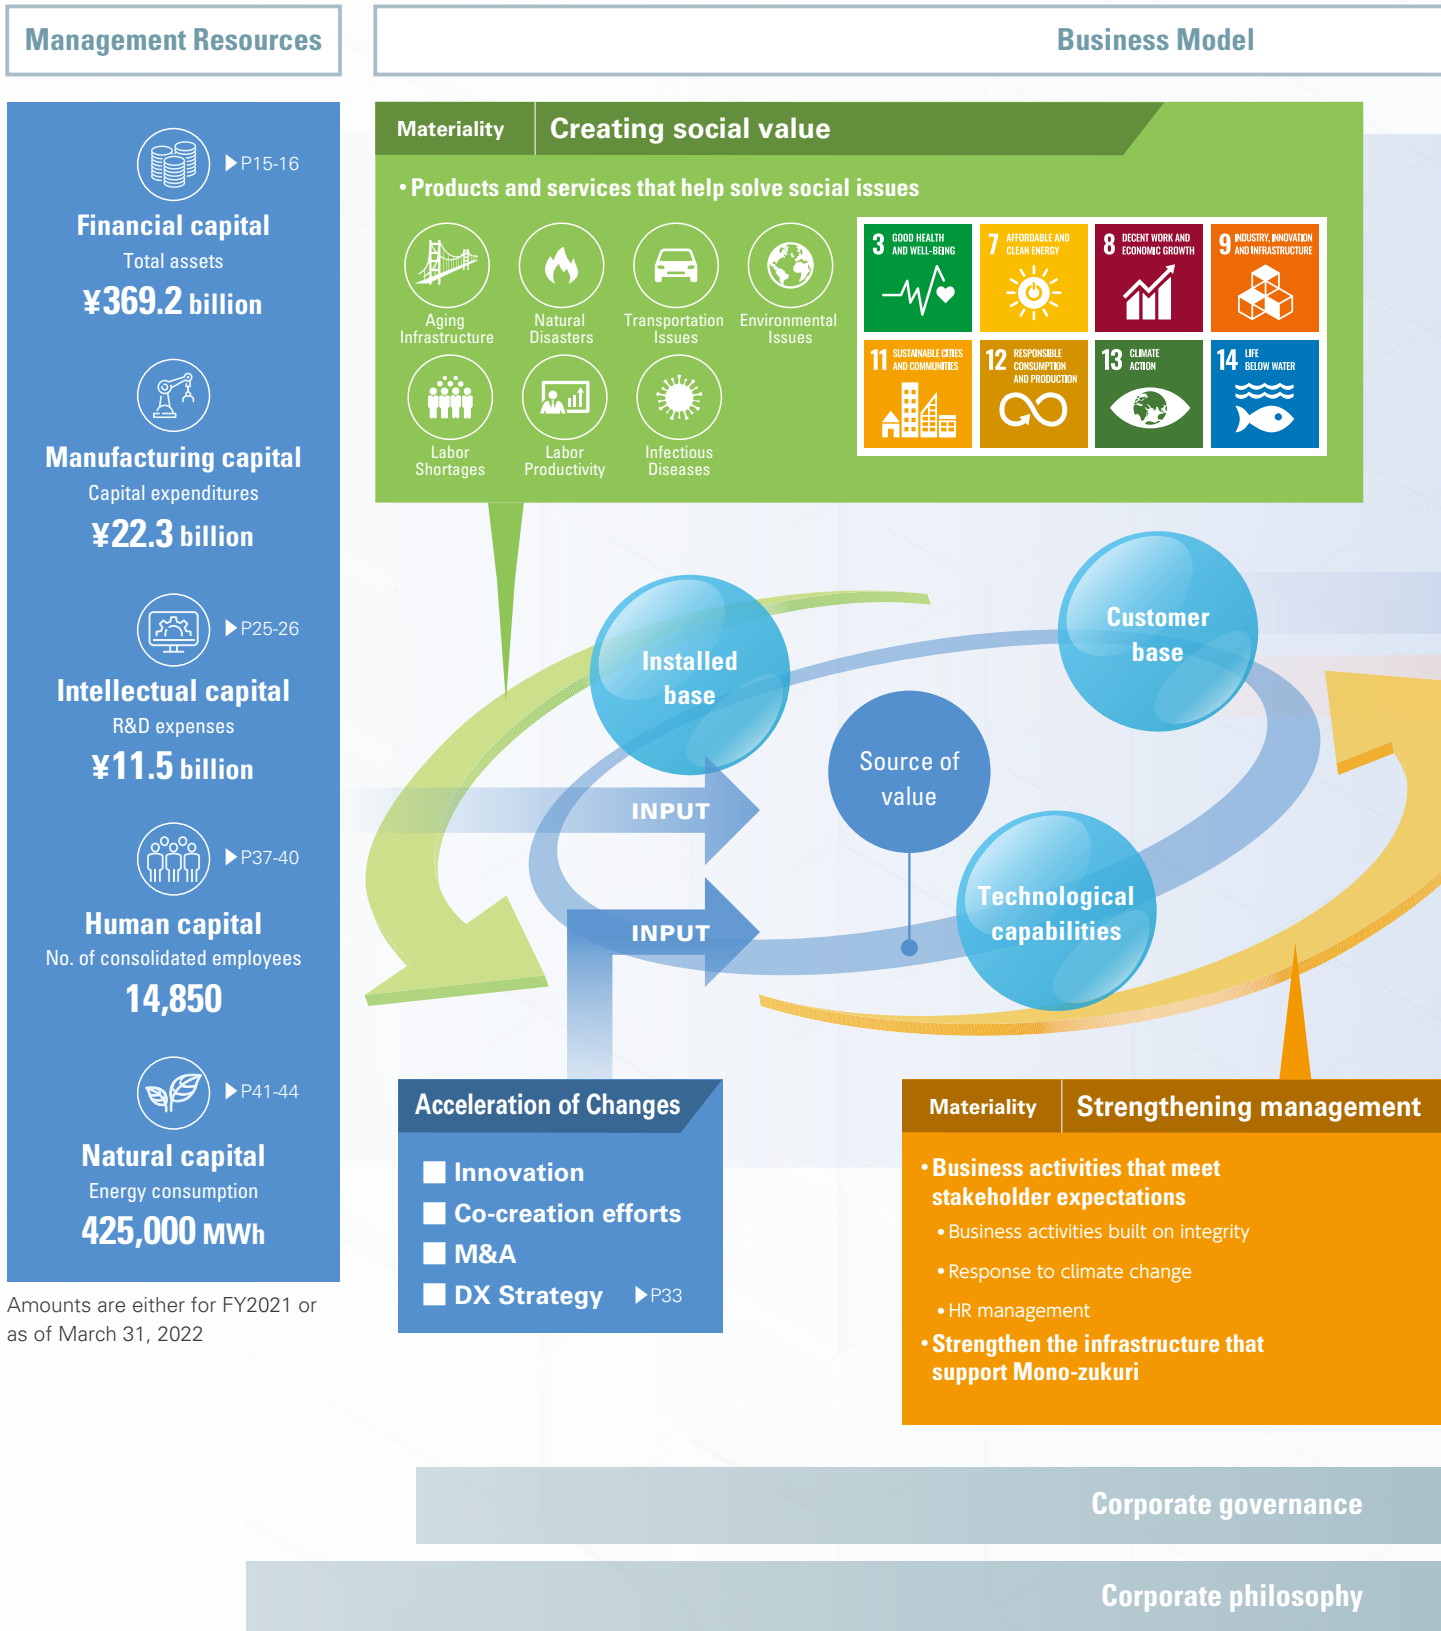 Management Resources
Business Model
▶P15-16
Financial capital
Total assets
¥369.2 billion
Manufacturing capital
Capital expenditures
¥22.3 billion
▶P25-26
Intellectual capital
R&D expenses
¥11.5 billion
▶P37-40
Human capital
No. of consolidated employees
14,850
▶P41-44
Natural capital
Energy consumption
425,000 MWh
Amounts are either for FY2021 or
as of March 31, 2022
Materiality
Creating social value
• Products and services that help solve social issues
Aging
Infrastructure
Natural
Disasters
Transportation
Issues
Environmental
Issues
Labor
Shortages
Labor
Productivity
Infectious
Diseases
3 GOOD HEALTH
AND WELL-BEING
7 AFFORDABLE AND
CLEAN ENERGY
8 DECENT WORK AND
ECONOMIC GROWTH
9 INDUSTRY, INNOVATION
AND INFRASTRUCTURE
11 SUSTAINABLE CITIES
AND COMMUNITIES
12 RESPONSIBLE
CONSUMPTION
AND PRODUCTION
13 CLIMATE
ACTION
14 LIFE
BELOW WATER
Installed
base
Customer
base
Source of
value
Technological
capabilities
INPUT
INPUT
Acceleration of Changes
Innovation
Co-creation efforts
M&A
DX Strategy ▶P33
Materiality
Strengthening management
• Business activities that meet
stakeholder expectations
• Business activities built on integrity
• Response to climate change
• HR management
• Strengthen the infrastructure that
support Mono-zukuri
Corporate governance
Corporate philosophy